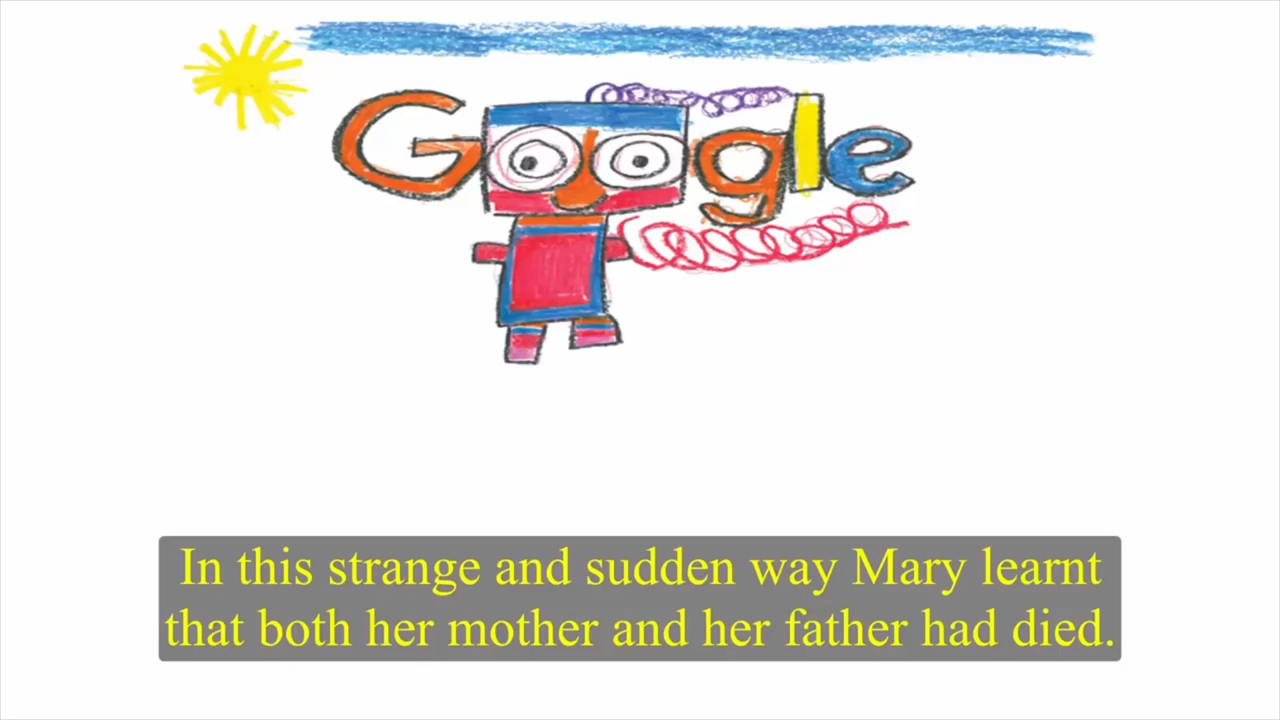 Google
In this strange and sudden way Mary learnt
that both her mother and her father had died.